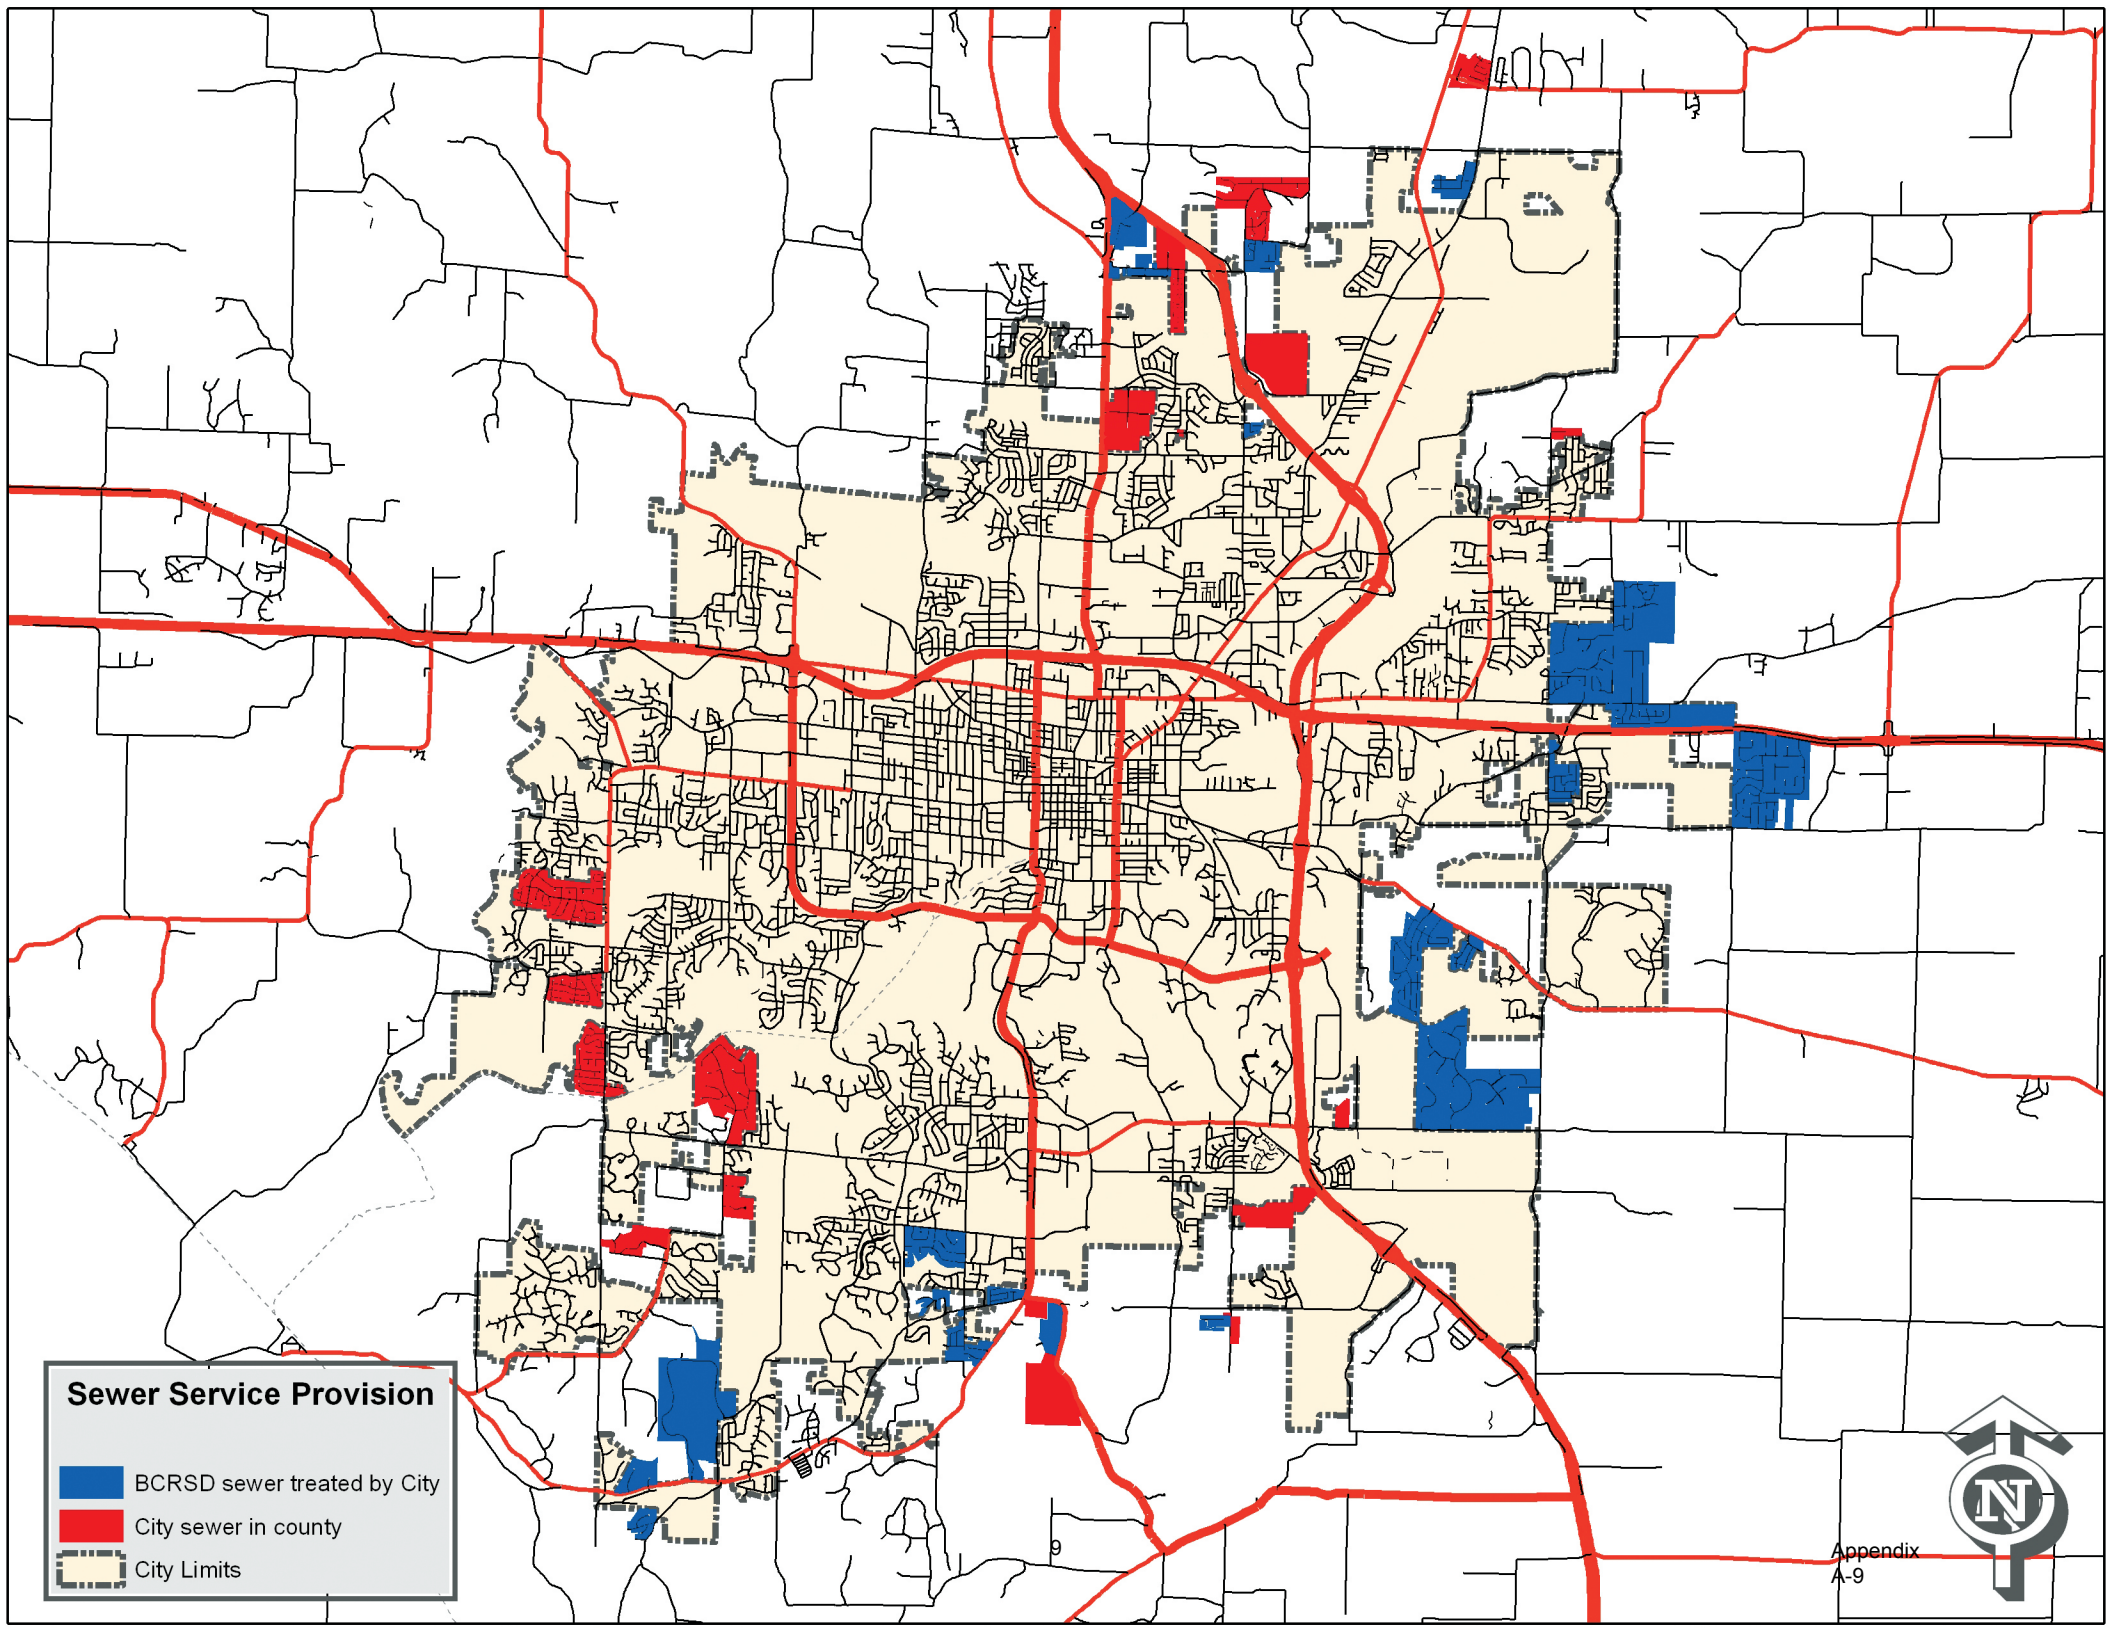 Sewer Service Provision
BCRSD sewer treated by City
City sewer in county
City Limits
9
N
Appendix
A-9